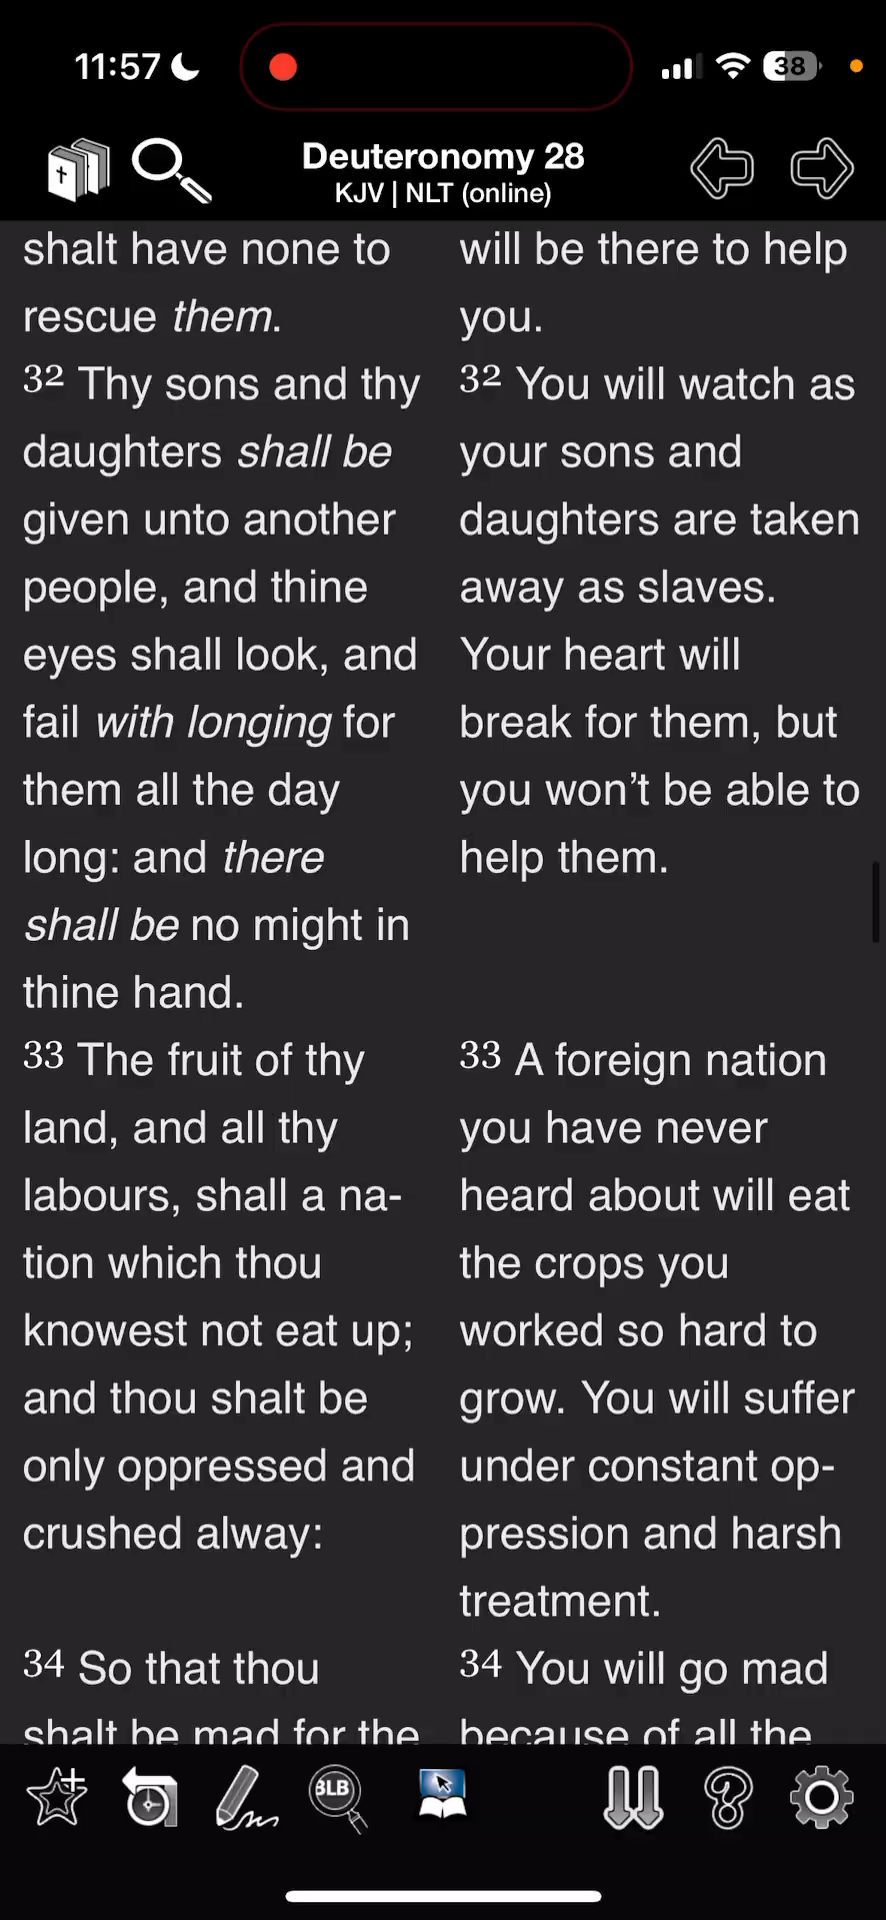 11:57
38
Deuteronomy 28
KJV | NLT (online)
shalt have none to
rescue them.
32 Thy sons and thy
daughters shall be
given unto another
people, and thine
eyes shall look, and
fail with longing for
them all the day
long: and there
shall be no might in
thine hand.
33 The fruit of thy
land, and all thy
labours, shall a na-
tion which thou
knowest not eat up;
and thou shalt be
only oppressed and
crushed alway:
34 So that thou
shalt be mad for the
will be there to help
you.
32 You will watch as
your sons and
daughters are taken
away as slaves.
Your heart will
break for them, but
you won’t be able to
help them.
33 A foreign nation
you have never
heard about will eat
the crops you
worked so hard to
grow. You will suffer
under constant op-
pression and harsh
treatment.
34 You will go mad
because of all the
BLB